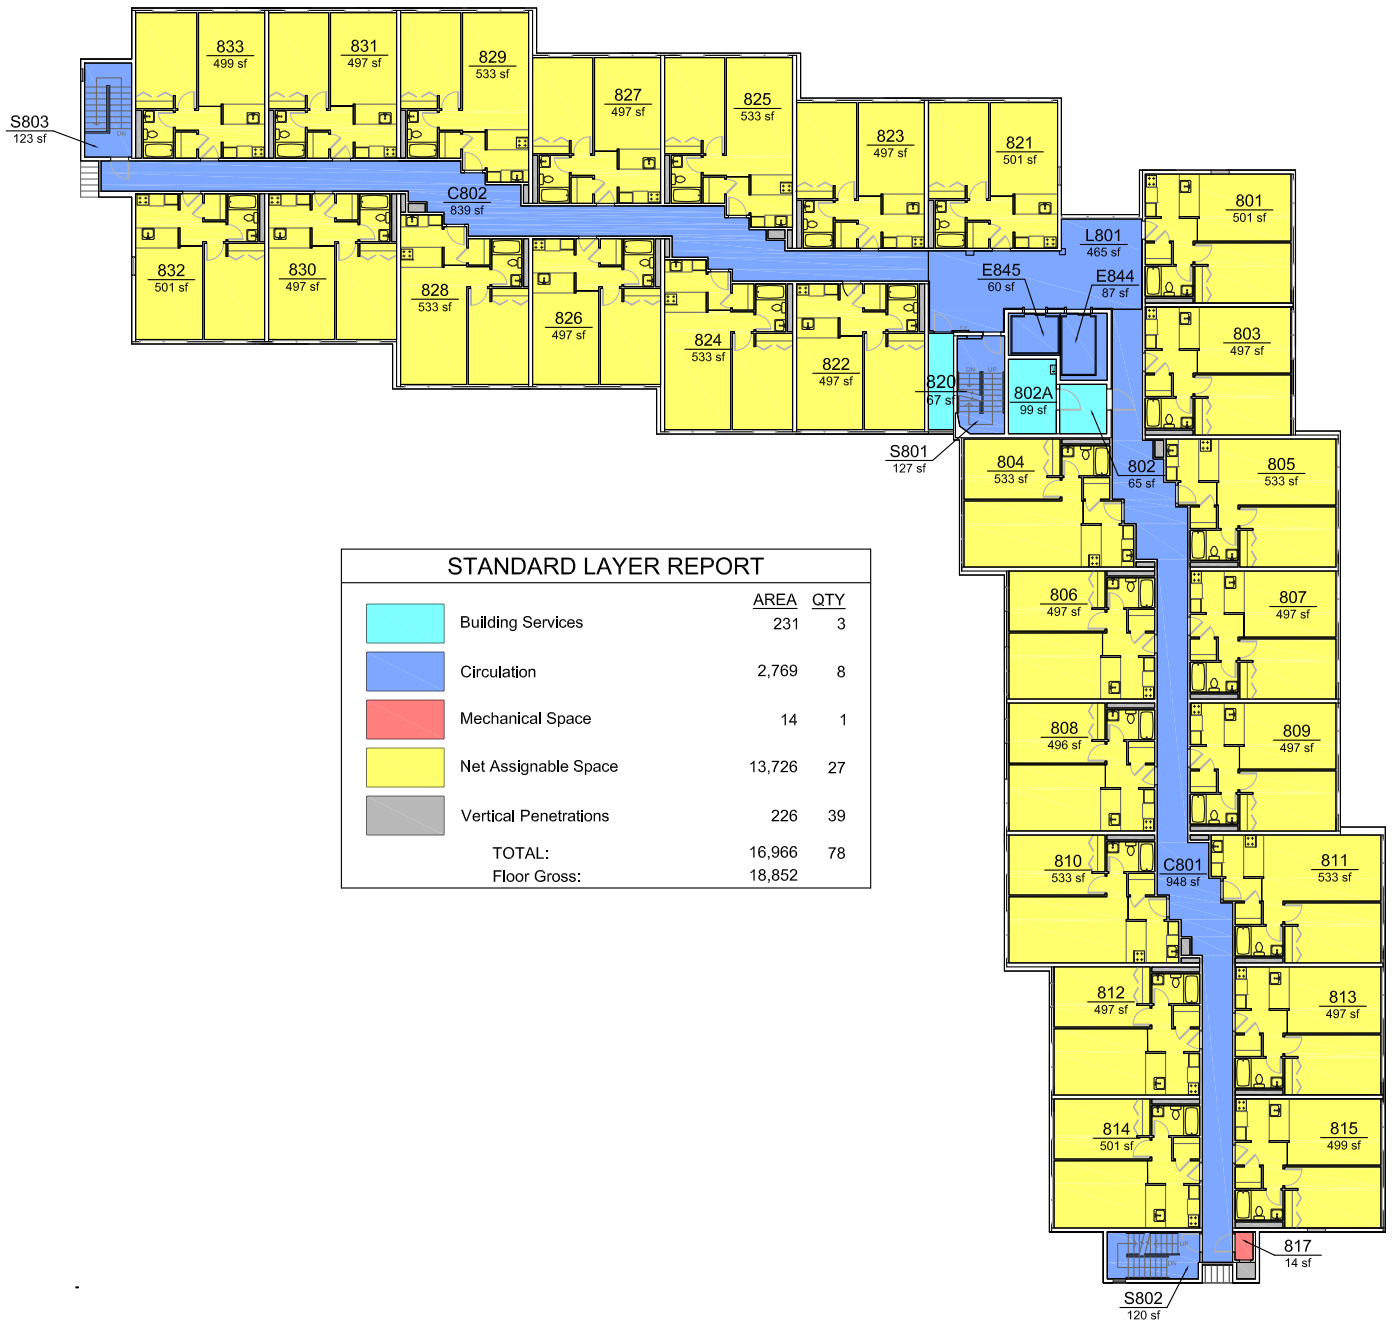 833
499 sf
831
497 sf
829
533 sf
827
497 sf
825
533 sf
823
497 sf
821
501 sf
S803
123 sf
DN
C802
839 sf
832
501 sf
830
497 sf
828
533 sf
826
497 sf
824
533 sf
822
497 sf
L801
465 sf
E845
60 sf
E844
87 sf
801
501 sf
803
497 sf
820
67 sf
DN UP
802A
99 sf
S801
127 sf
802
65 sf
804
533 sf
805
533 sf
806
497 sf
807
497 sf
808
496 sf
809
497 sf
810
533 sf
C801
948 sf
811
533 sf
812
497 sf
813
497 sf
814
501 sf
815
499 sf
UP
DN
817
14 sf
S802
120 sf
STANDARD LAYER REPORT
AREA QTY
Building Services 231 3
Circulation 2,769 8
Mechanical Space 14 1
Net Assignable Space 13,726 27
Vertical Penetrations 226 39
TOTAL: 16,966 78
Floor Gross: 18,852